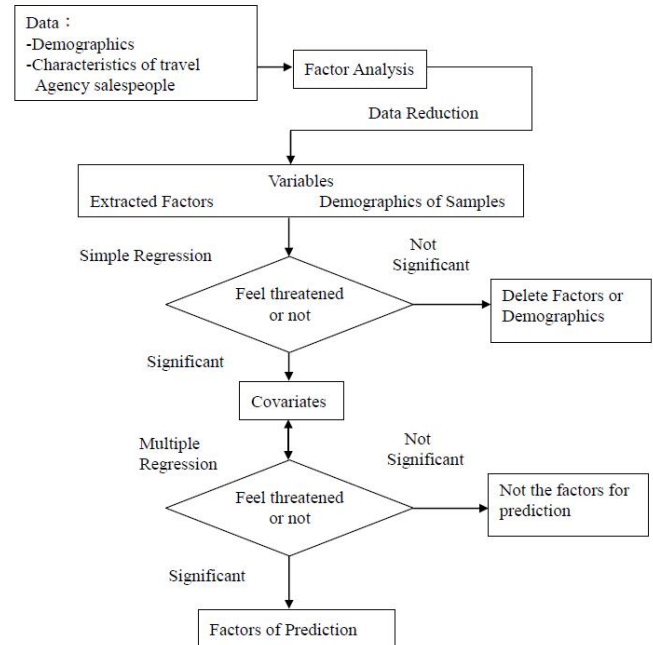 Data：
-Demographics
-Characteristics of travel
Agency salespeople
Factor Analysis
Data Reduction
Variables
Extracted Factors Demographics of Samples
Simple Regression
Not
Significant
Feel threatened
or not
Delete Factors or
Demographics
Significant
Covariates
Multiple
Regression
Not
Significant
Feel threatened
or not
Not the factors for
prediction
Significant
Factors of Prediction